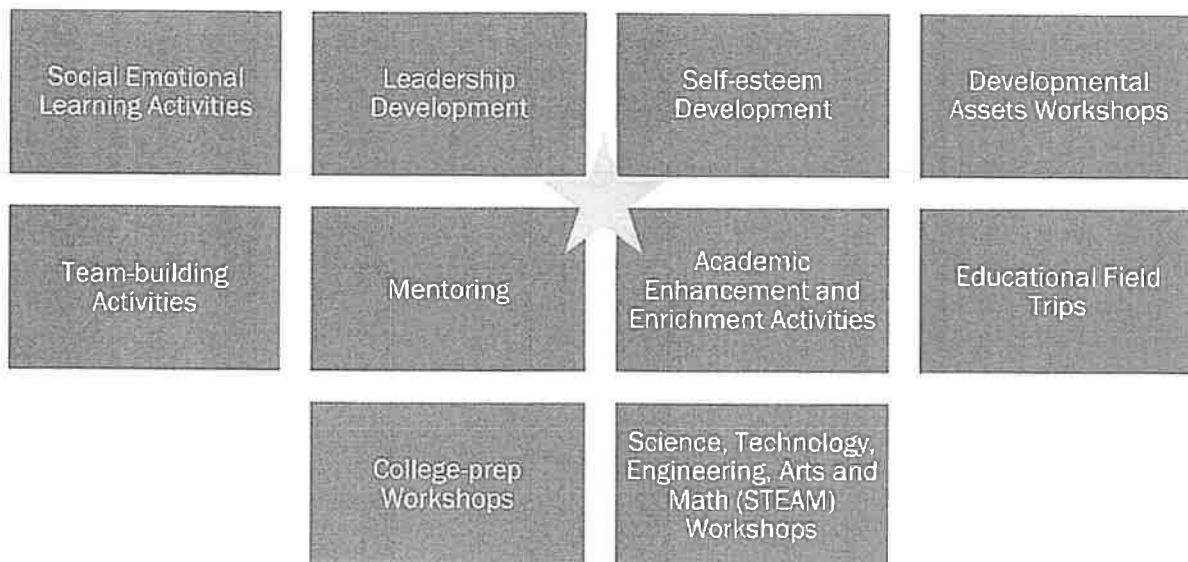 Social Emotional
Learning Activities
Leadership
Development
Self-esteem
Development
Developmental
Assets Workshops
Team-building
Activities
Mentoring
Academic
Enhancement and
Enrichment Activities
Educational Field
Trips
College-prep
Workshops
Science, Technology,
Engineering, Arts and
Math (STEAM)
Workshops